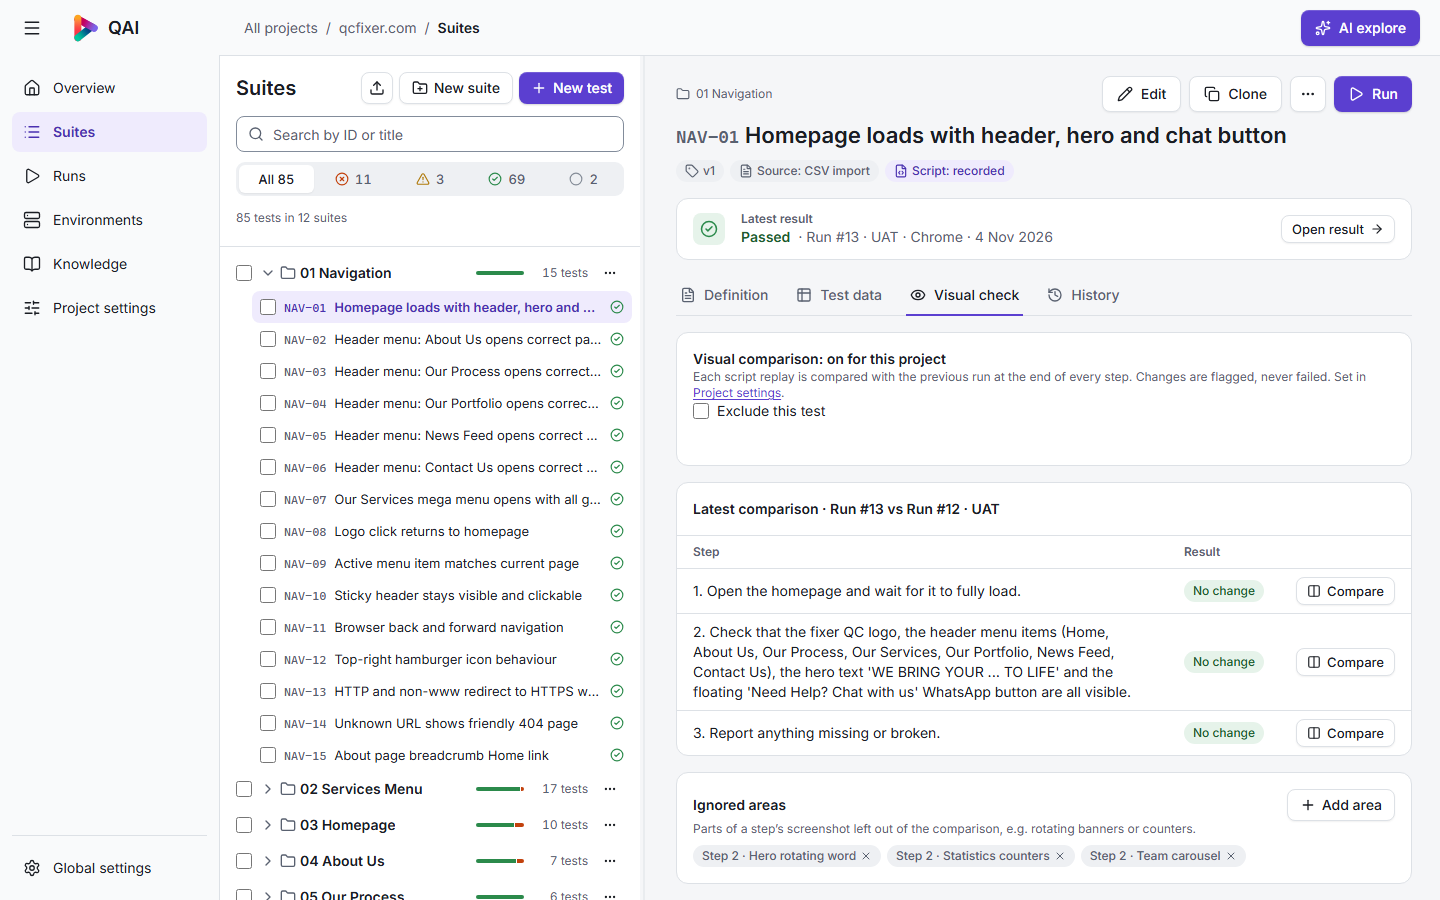 QAI
All projects / qcfixer.com / Suites
AI explore
Overview
Suites
Runs
Environments
Knowledge
Project settings
Global settings
Suites
New suite
New test
Search by ID or title
All 85
11
3
69
2
85 tests in 12 suites
01 Navigation 15 tests
NAV-01 Homepage loads with header, hero and ...
NAV-02 Header menu: About Us opens correct pa...
NAV-03 Header menu: Our Process opens correct...
NAV-04 Header menu: Our Portfolio opens correc...
NAV-05 Header menu: News Feed opens correct ...
NAV-06 Header menu: Contact Us opens correct ...
NAV-07 Our Services mega menu opens with all g...
NAV-08 Logo click returns to homepage
NAV-09 Active menu item matches current page
NAV-10 Sticky header stays visible and clickable
NAV-11 Browser back and forward navigation
NAV-12 Top-right hamburger icon behaviour
NAV-13 HTTP and non-www redirect to HTTPS w...
NAV-14 Unknown URL shows friendly 404 page
NAV-15 About page breadcrumb Home link
02 Services Menu 17 tests
03 Homepage 10 tests
04 About Us 7 tests
05 Our Process 6 tests
01 Navigation
Edit
Clone
Run
NAV-01 Homepage loads with header, hero and chat button
v1
Source: CSV import
Script: recorded
Latest result
Passed · Run #13 · UAT · Chrome · 4 Nov 2026
Open result
Definition
Test data
Visual check
History
Visual comparison: on for this project
Each script replay is compared with the previous run at the end of every step. Changes are flagged, never failed. Set in
Project settings.
Exclude this test
Latest comparison · Run #13 vs Run #12 · UAT
Step Result
1. Open the homepage and wait for it to fully load.
No change
Compare
2. Check that the fixer QC logo, the header menu items (Home,
About Us, Our Process, Our Services, Our Portfolio, News Feed,
Contact Us), the hero text 'WE BRING YOUR ... TO LIFE' and the
floating 'Need Help? Chat with us' WhatsApp button are all visible.
No change
Compare
3. Report anything missing or broken.
No change
Compare
Ignored areas
Add area
Parts of a step's screenshot left out of the comparison, e.g. rotating banners or counters.
Step 2 · Hero rotating word
Step 2 · Statistics counters
Step 2 · Team carousel